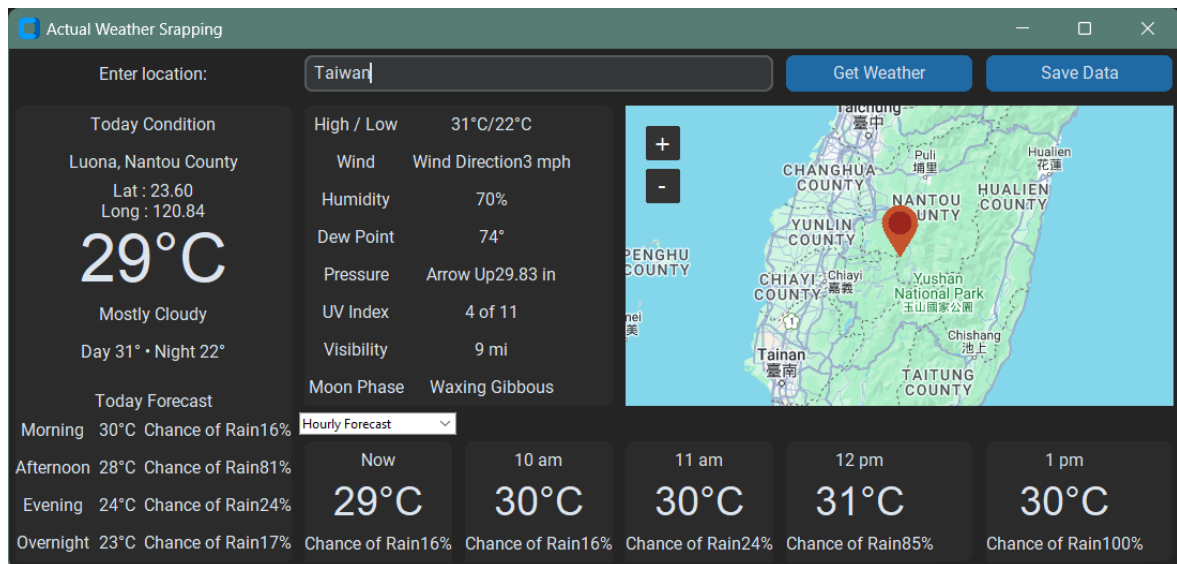 Actual Weather Srapping
Enter location:
Taiwan
Get Weather
Save Data
Today Condition
Luona, Nantou County
Lat : 23.60
Long : 120.84
29°C
Mostly Cloudy
Day 31° • Night 22°
Today Forecast
Morning 30°C Chance of Rain16%
Afternoon 28°C Chance of Rain81%
Evening 24°C Chance of Rain24%
Overnight 23°C Chance of Rain17%
High / Low 31°C/22°C
Wind Wind Direction3 mph
Humidity 70%
Dew Point 74°
Pressure Arrow Up29.83 in
UV Index 4 of 11
Visibility 9 mi
Moon Phase Waxing Gibbous
+
-
Taichung
臺中
Puli
埔里
Hualien
花蓮
CHANGHUA
COUNTY
NANTOU
UNTY
HUALIEN
COUNTY
YUNLIN
COUNTY
PENGHU
COUNTY
CHIAYI
COUNTY
Chiayi
嘉義
Yushan
National Park
玉山國家公園
nei
美
1
Chishang
池上
Tainan
臺南
TAITUNG
COUNTY
Hourly Forecast
Now
29°C
Chance of Rain16%
10 am
30°C
Chance of Rain16%
11 am
30°C
Chance of Rain24%
12 pm
31°C
Chance of Rain85%
1 pm
30°C
Chance of Rain100%